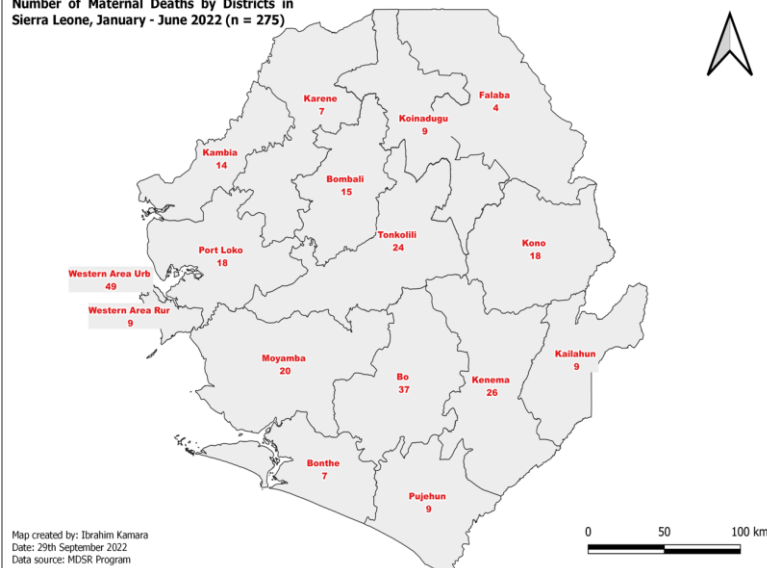 Number of Maternal Deaths by Districts in
Sierra Leone, January - June 2022 (n = 275)
Falaba
4
Karene
7
Koinadugu
9
Kambia
14
Bombali
15
Tonkolili
24
Kono
18
Port Loko
18
Western Area Urb
49
Western Area Rur
9
Moyamba
20
Kailahun
9
Bo
37
Kenema
26
Bonthe
7
Pujehun
9
Map created by: Ibrahim Kamara
Date: 29th September 2022
Data source: MDSR Program
0 50 100 km